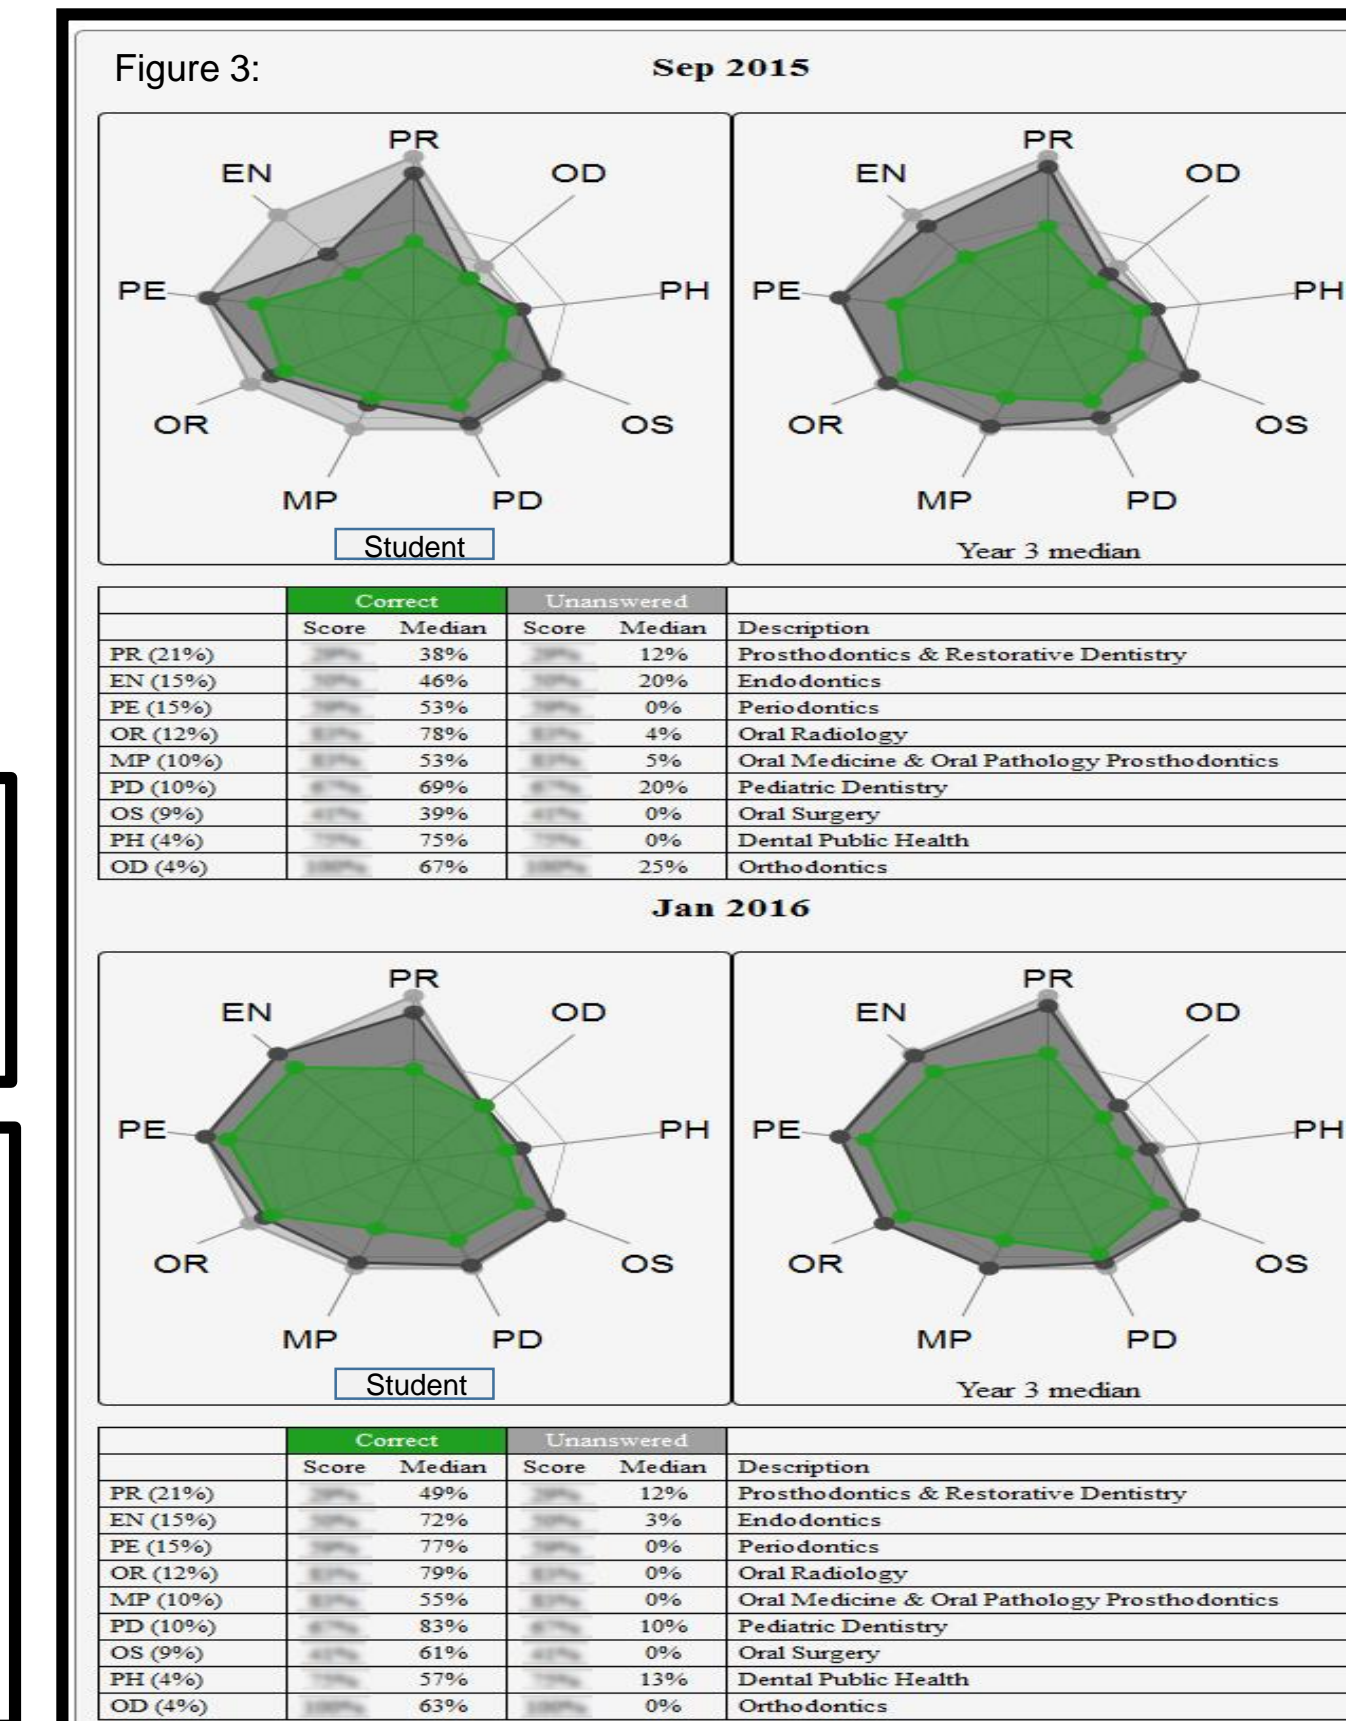 Figure 3:
Sep 2015
PR
EN
OD
PE
PH
OR
OS
MP
PD
Student
PR
EN
OD
PE
PH
OR
OS
MP
PD
Year 3 median
Correct Unanswered
Score Median Score Median Description
PR (21%) 38% 12% Prosthodontics & Restorative Dentistry
EN (15%) 46% 20% Endodontics
PE (15%) 53% 0% Periodontics
OR (12%) 78% 4% Oral Radiology
MP (10%) 53% 5% Oral Medicine & Oral Pathology Prosthodontics
PD (10%) 69% 20% Pediatric Dentistry
OS (9%) 39% 0% Oral Surgery
PH (4%) 75% 0% Dental Public Health
OD (4%) 67% 25% Orthodontics
Jan 2016
PR
EN
OD
PE
PH
OR
OS
MP
PD
Student
PR
EN
OD
PE
PH
OR
OS
MP
PD
Year 3 median
Correct Unanswered
Score Median Score Median Description
PR (21%) 49% 12% Prosthodontics & Restorative Dentistry
EN (15%) 72% 3% Endodontics
PE (15%) 77% 0% Periodontics
OR (12%) 79% 0% Oral Radiology
MP (10%) 55% 0% Oral Medicine & Oral Pathology Prosthodontics
PD (10%) 83% 10% Pediatric Dentistry
OS (9%) 61% 0% Oral Surgery
PH (4%) 57% 13% Dental Public Health
OD (4%) 63% 0% Orthodontics